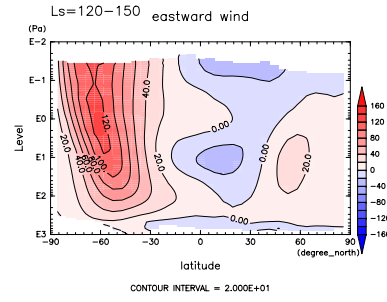 Ls=120-150 eastward wind
(Pa)
E-2
E-1
E0
E1
E2
E3
Level
20.0
40.0
120.
40.0
20.0
0.00
0.00
20.0
0.00
-90 -60 -30 0 30 60 90
(degree_north)
latitude
160
120
80
40
0
-40
-80
-120
-160
CONTOUR INTERVAL = 2.000E+01